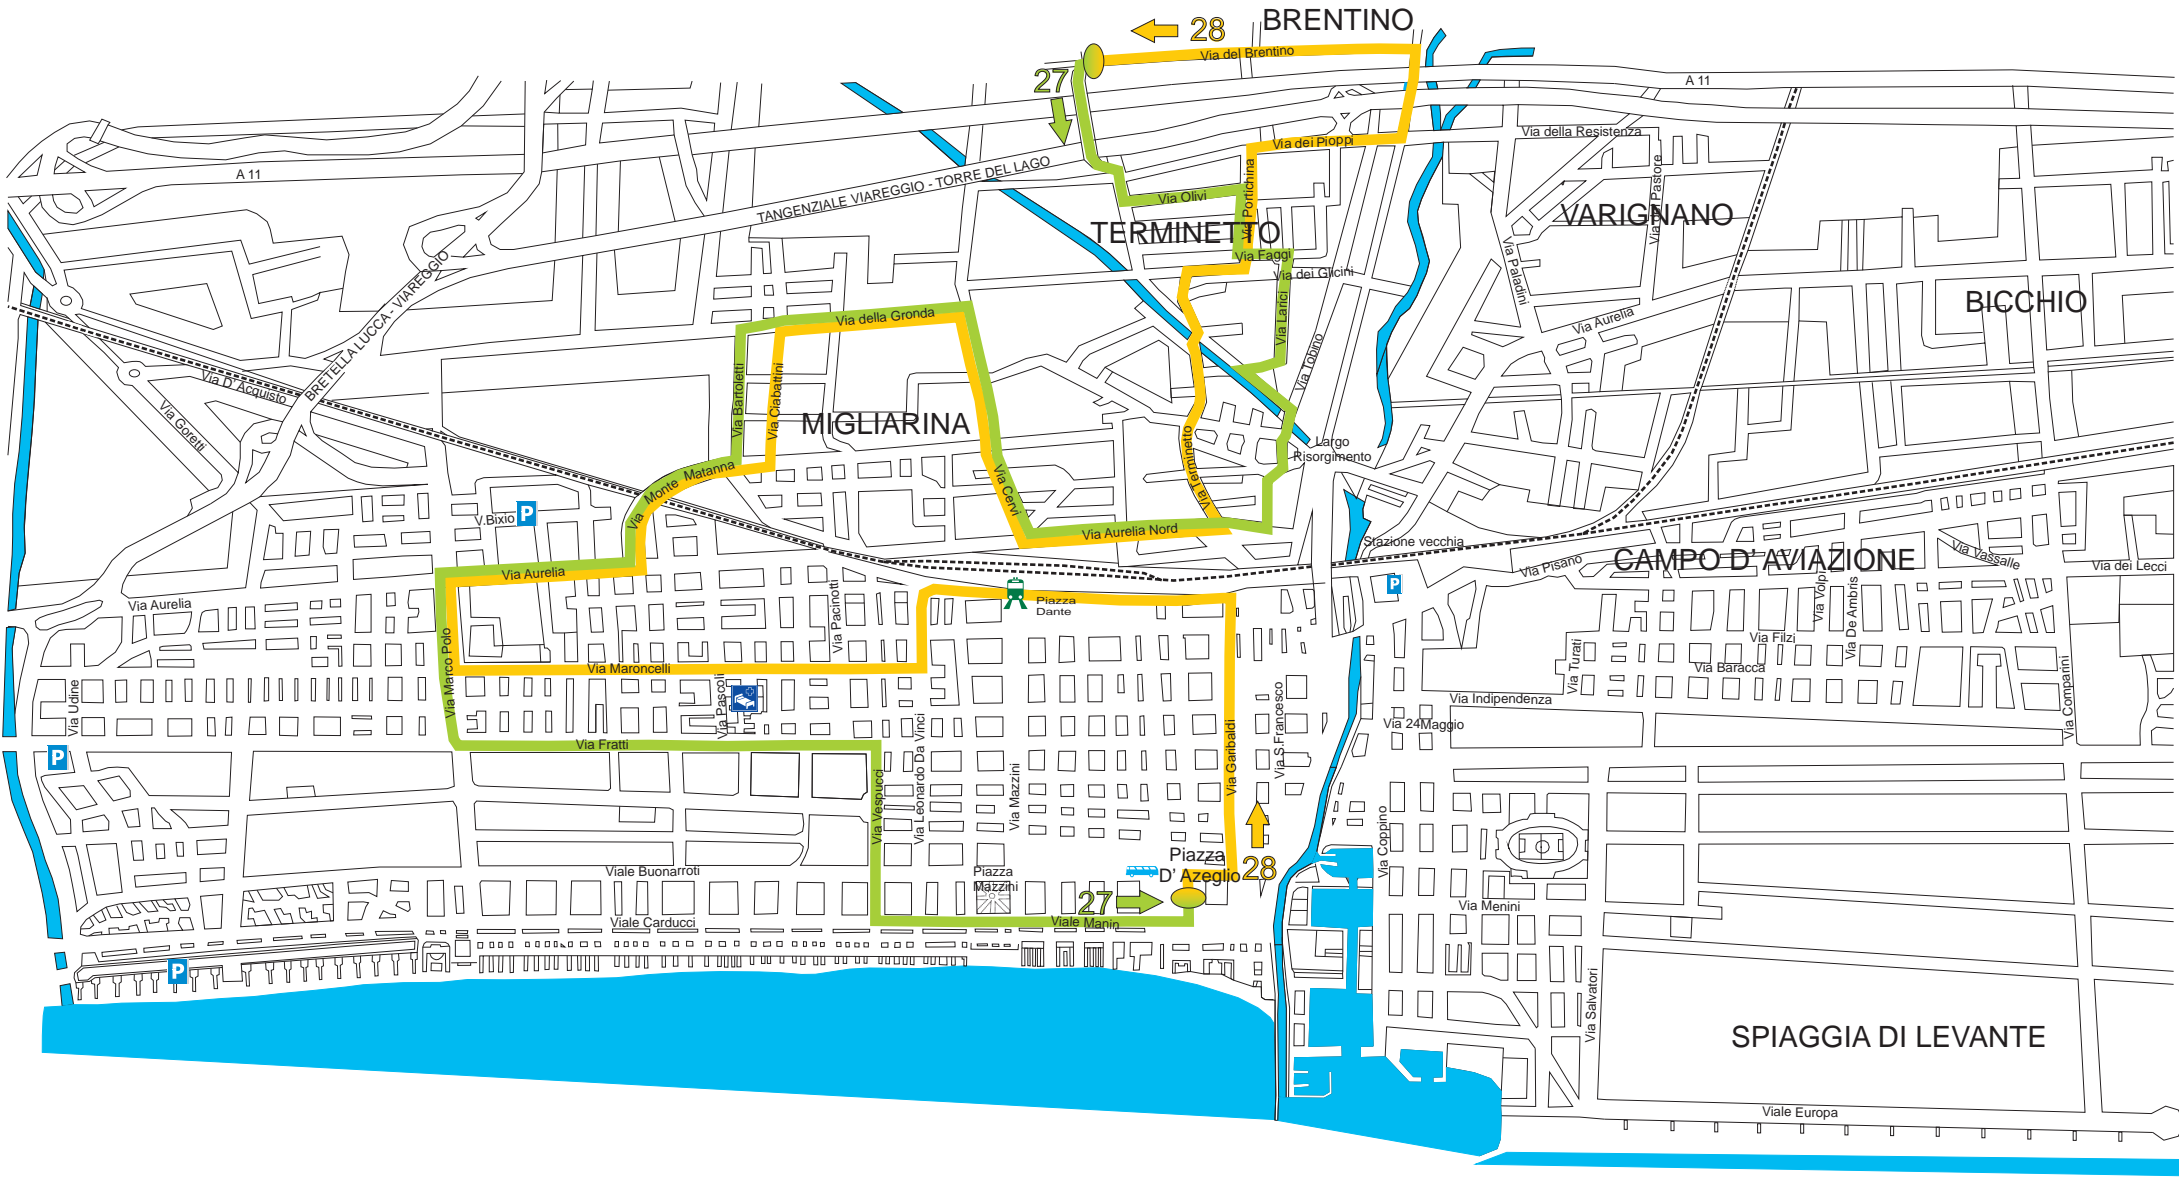 BRENTINO
28
Via del Brentino
27
A 11
Via della Resistenza
Via dei Pioppi
A 11
TANGENZIALE VIAREGGIO - TORRE DEL LAGO
Via Portichina
Via del Pastore
Via Olivi
VARIGNANO
TERMINETTO
Via Faggi
Via dei Glicini
Via Paladini
BICCHIO
BRETELLA LUCCA - VIAREGGIO
Via della Gronda
Via Larici
Via Aurelia
Via Tobino
Via D' Acquisto
Via Goretti
Via Bartoletti
Via Ciabattini
MIGLIARINA
Via Terminetto
Largo
Risorgimento
Via Monte Matanna
Via Cervi
V.Bixio
P
Via Aurelia Nord
Stazione vecchia
CAMPO D' AVIAZIONE
Via Vassalle
Via Pisano
Via dei Lecci
Via Aurelia
P
Via Aurelia
Piazza
Dante
Via Pacinotti
Via Volpi
Via De Ambris
Via Filzi
Via Marco Polo
Via Maroncelli
Via Turati
Via Baracca
Via Udine
Via Pascoli
Via Indipendenza
Via Comparini
Via 24Maggio
Via S.Francesco
Via Fratti
P
Via Vespucci
Via Leonardo Da Vinci
Via Mazzini
Via Garibaldi
Via Coppino
Piazza
D' Azeglio
28
Viale Buonarroti
Piazza
Mazzini
27
Via Menini
Viale Carducci
Viale Manin
P
Via Salvatori
SPIAGGIA DI LEVANTE
Viale Europa